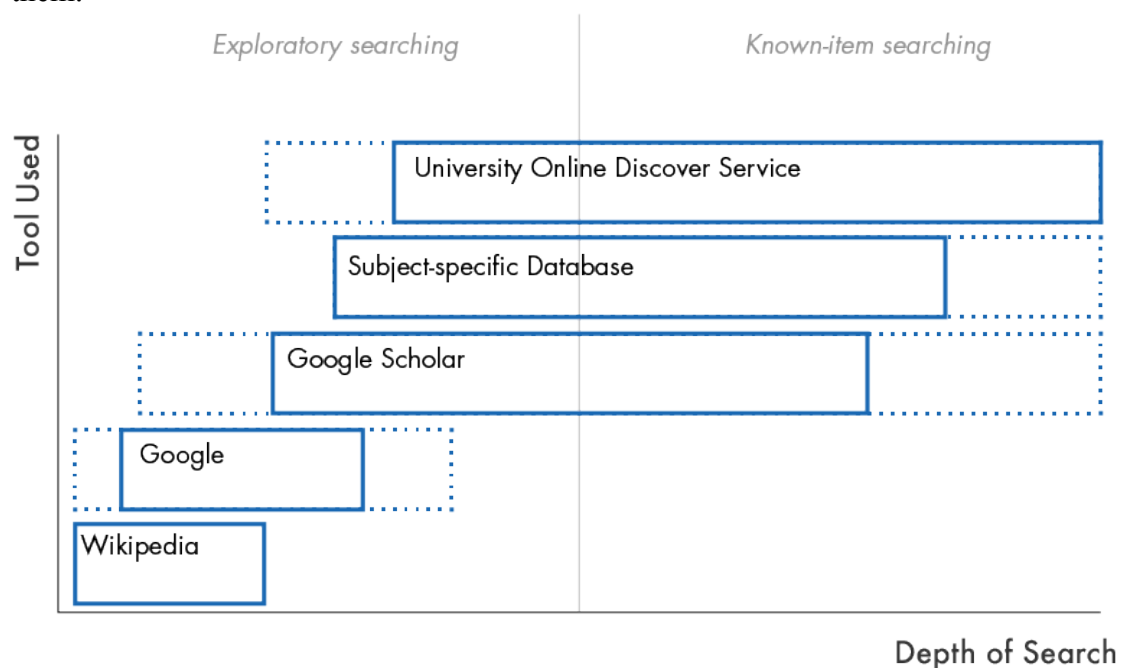 Exploratory searching
Known-item searching
Tool Used
University Online Discover Service
Subject-specific Database
Google Scholar
Google
Wikipedia
Depth of Search